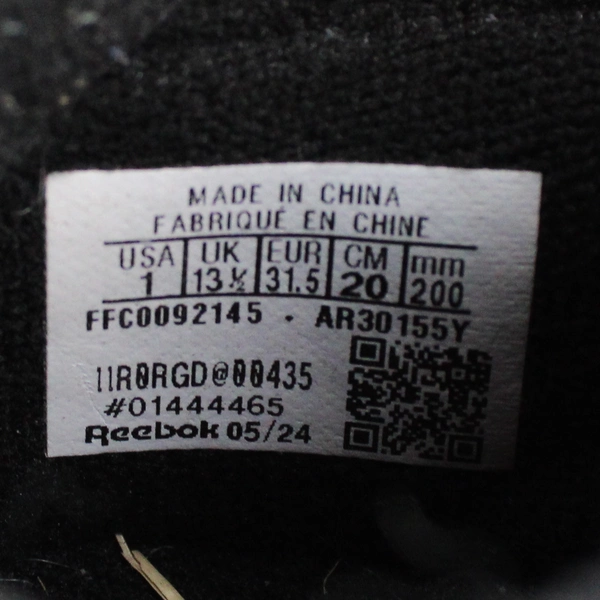 MADE IN CHINA
FABRIQUÉ EN CHINE
USA UK EUR CM mm
1 13½ 31.5 20 200
FFC0092145 . AR30155Y
11R0RGD@00435
#01444465
Reebok 05/24